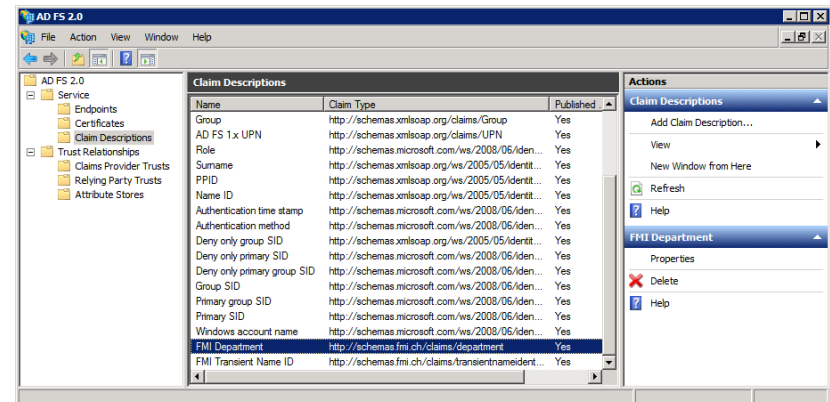 AD FS 2.0
File Action View Window Help
AD FS 2.0
Service
Endpoints
Certificates
Claim Descriptions
Trust Relationships
Claims Provider Trusts
Relying Party Trusts
Attribute Stores
Claim Descriptions
Name Claim Type Published .
Group http://schemas.xmlsoap.org/claims/Group Yes
AD FS 1.x UPN http://schemas.xmlsoap.org/claims/UPN Yes
Role http://schemas.microsoft.com/ws/2008/06/iden... Yes
Surname http://schemas.xmlsoap.org/ws/2005/05/identit... Yes
PPID http://schemas.xmlsoap.org/ws/2005/05/identit... Yes
Name ID http://schemas.xmlsoap.org/ws/2005/05/identit... Yes
Authentication time stamp http://schemas.microsoft.com/ws/2008/06/iden... Yes
Authentication method http://schemas.microsoft.com/ws/2008/06/iden... Yes
Deny only group SID http://schemas.xmlsoap.org/ws/2005/05/identit... Yes
Deny only primary SID http://schemas.microsoft.com/ws/2008/06/iden... Yes
Deny only primary group SID http://schemas.microsoft.com/ws/2008/06/iden... Yes
Group SID http://schemas.microsoft.com/ws/2008/06/iden... Yes
Primary group SID http://schemas.microsoft.com/ws/2008/06/iden... Yes
Primary SID http://schemas.microsoft.com/ws/2008/06/iden... Yes
Windows account name http://schemas.microsoft.com/ws/2008/06/iden... Yes
FMI Department http://schemas.fmi.ch/claims/department Yes
FMI Transient Name ID http://schemas.fmi.ch/claims/transientnameident... Yes
Actions
Claim Descriptions
Add Claim Description...
View
New Window from Here
Refresh
Help
FMI Department
Properties
Delete
Help